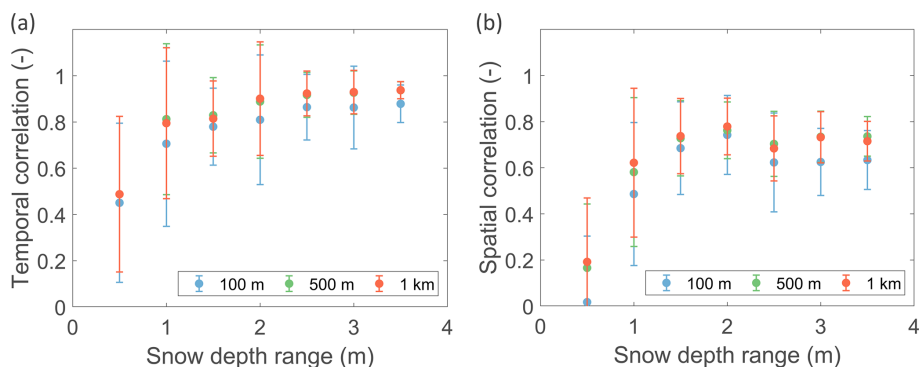 (a)
Temporal correlation (-)
1
0.8
0.6
0.4
0.2
0
0 1 2 3 4
Snow depth range (m)
100 m 500 m 1 km
(b)
Spatial correlation (-)
1
0.8
0.6
0.4
0.2
0
0 1 2 3 4
Snow depth range (m)
100 m 500 m 1 km